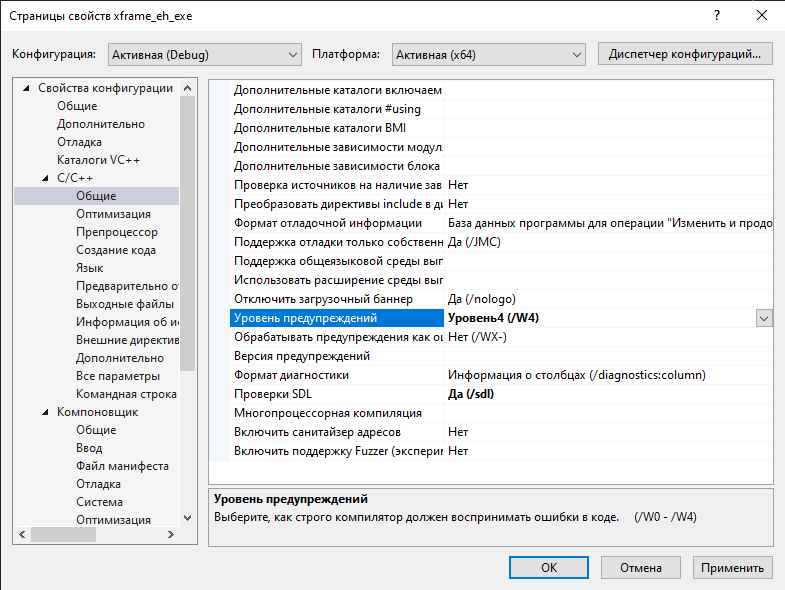 Страницы свойств xframe_eh_exe
Конфигурация: Активная (Debug) Платформа: Активная (x64) Диспетчер конфигураций...
Свойства конфигурации
Общие
Дополнительно
Отладка
Каталоги VC++
C/C++
Общие
Оптимизация
Препроцессор
Создание кода
Язык
Предварительно от
Выходные файлы
Информация об ис
Внешние директив
Дополнительно
Все параметры
Командная строка
Компоновщик
Общие
Ввод
Файл манифеста
Отладка
Система
Оптимизация
Дополнительные каталоги включаем
Дополнительные каталоги #using
Дополнительные каталоги BMI
Дополнительные зависимости модул
Дополнительные зависимости блока
Проверка источников на наличие зав Нет
Преобразовать директивы include в ди Нет
Формат отладочной информации База данных программы для операции "Изменить и продо
Поддержка отладки только собственн Да (/JMC)
Поддержка общеязыковой среды вып
Использовать расширение среды вып
Отключить загрузочный баннер Да (/nologo)
Уровень предупреждений Уровень4 (/W4)
Обрабатывать предупреждения как ош Нет (/WX-)
Версия предупреждений
Формат диагностики Информация о столбцах (/diagnostics:column)
Проверки SDL Да (/sdl)
Многопроцессорная компиляция
Включить санитайзер адресов Нет
Включить поддержку Fuzzer (эксперим Нет
Уровень предупреждений
Выберите, как строго компилятор должен воспринимать ошибки в коде. (/W0 - /W4)
ОК Отмена Применить